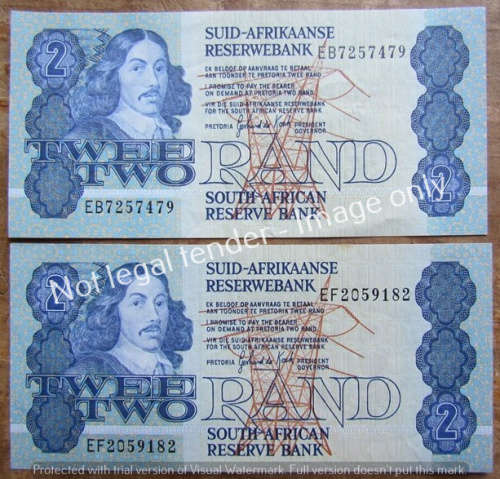 2
SUID-AFRIKAANSE
RESERWEBANK EB7257479
EK BELOOF OP AANVRAAG TE BETAAL
AAN TOONDER TE PRETORIA TWEE RAND
I PROMISE TO PAY THE BEARER
ON DEMAND AT PRETORIA TWO RAND
VIR DIE SUID-AFRIKAANSE RESERWEBANK
FOR THE SOUTH AFRICAN RESERVE BANK
PRETORIA PRESIDENT
GOVERNOR
TWEE
TWO RAND
2
EB7257479
SOUTH AFRICAN
RESERVE BANK
Not legal tender - Image only
2
SUID-AFRIKAANSE
RESERWEBANK EF2059182
EK BELOOF OP AANVRAAG TE BETAAL
AAN TOONDER TE PRETORIA TWEE RAND
I PROMISE TO PAY THE BEARER
ON DEMAND AT PRETORIA TWO RAND
VIR DIE SUID-AFRIKAANSE RESERWEBANK
FOR THE SOUTH AFRICAN RESERVE BANK
PRETORIA PRESIDENT
GOVERNOR
TWEE
TWO RAND
2
EF2059182
SOUTH AFRICAN
RESERVE BANK
Protected with trial version of Visual Watermark. Full version doesn't put this mark.